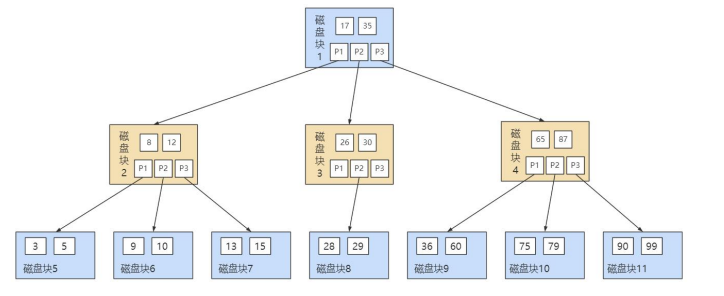 磁盘块1
17 35
P1 P2 P3
磁盘块2
8 12
P1 P2 P3
磁盘块3
26 30
P1 P2 P3
磁盘块4
65 87
P1 P2 P3
3 5
磁盘块5
9 10
磁盘块6
13 15
磁盘块7
28 29
磁盘块8
36 60
磁盘块9
75 79
磁盘块10
90 99
磁盘块11